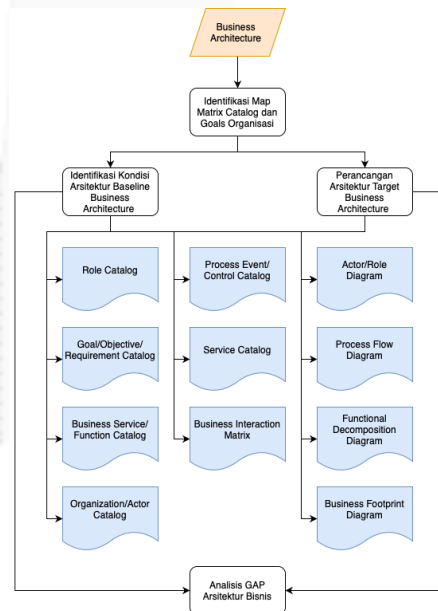 Business
Architecture
Identifikasi Map
Matrix Catalog dan
Goals Organisasi
Identifikasi Kondisi
Arsitektur Baseline
Business
Architecture
Perancangan
Arsitektur Target
Business
Architecture
Role Catalog
Process Event/
Control Catalog
Actor/Role
Diagram
Goal/Objective/
Requirement Catalog
Service Catalog
Process Flow
Diagram
Business Service/
Function Catalog
Business Interaction
Matrix
Functional
Decomposition
Diagram
Organization/Actor
Catalog
Business Footprint
Diagram
Analisis GAP
Arsitektur Bisnis